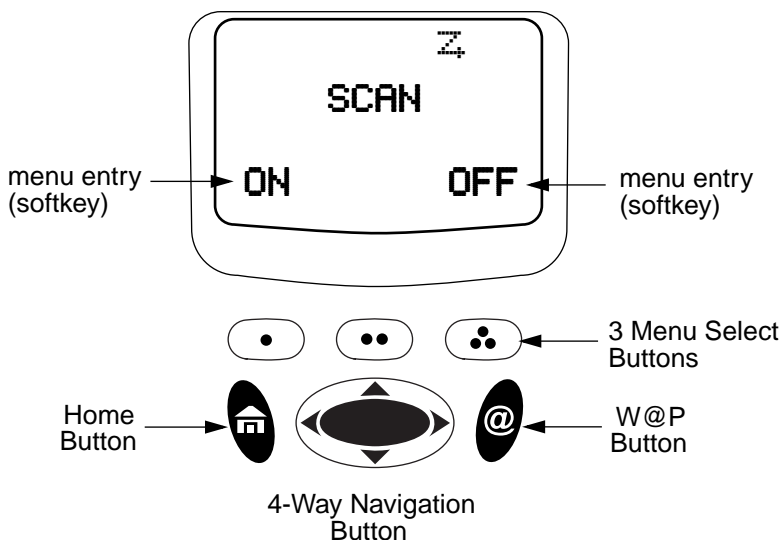 Z
SCAN
ON
OFF
menu entry
(softkey)
menu entry
(softkey)
3 Menu Select
Buttons
Home
Button
@
W@P
Button
4-Way Navigation
Button